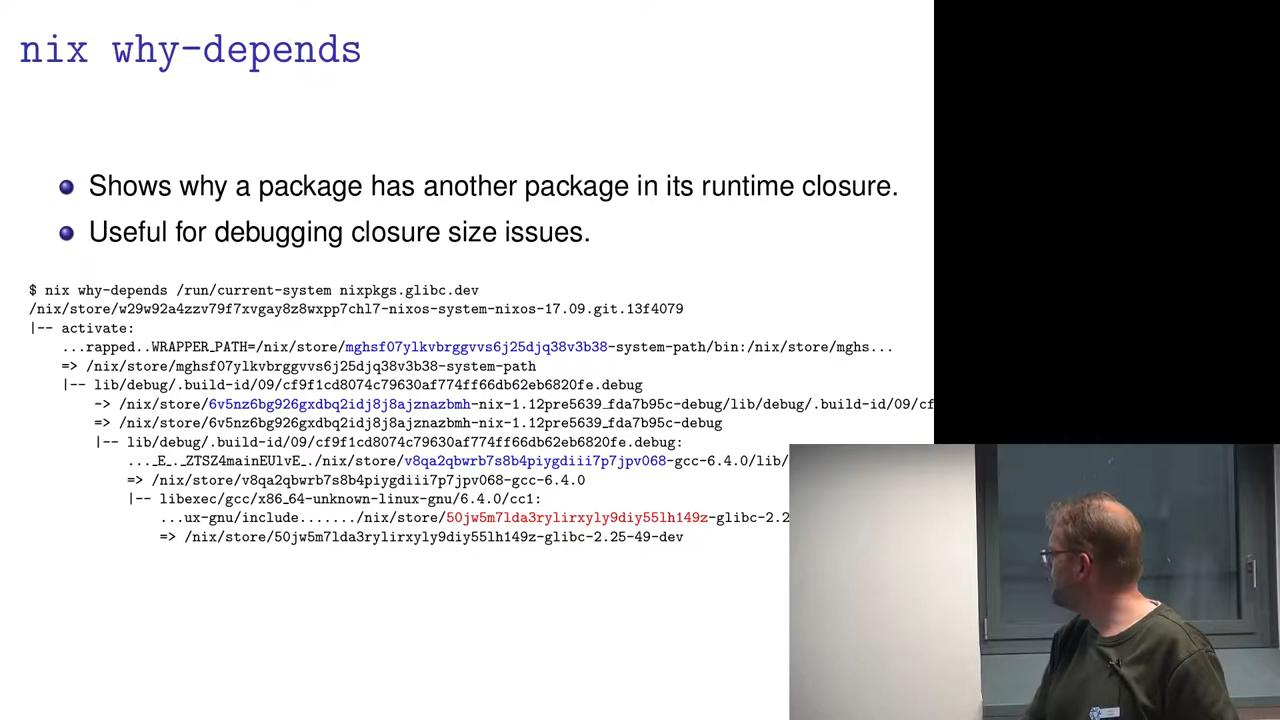 nix why-depends
Shows why a package has another package in its runtime closure.
Useful for debugging closure size issues.
$ nix why-depends /run/current-system nixpkgs.glibc.dev
/nix/store/w29w92a4zzv79f7xvgay8z8wxpp7chl7-nixos-system-nixos-17.09.git.13f4079
|-- activate:
...rapped..WRAPPER_PATH=/nix/store/mghsf07ylkvbrggvvs6j25djq38v3b38-system-path/bin:/nix/store/mghs...
=> /nix/store/mghsf07ylkvbrggvvs6j25djq38v3b38-system-path
|-- lib/debug/.build-id/09/cf9f1cd8074c79630af774ff66db62eb6820fe.debug
-> /nix/store/6v5nz6bg926gxdbq2idj8j8ajznazbmh-nix-1.12pre5639_fda7b95c-debug/lib/debug/.build-id/09/cf
=> /nix/store/6v5nz6bg926gxdbq2idj8j8ajznazbmh-nix-1.12pre5639_fda7b95c-debug
|-- lib/debug/.build-id/09/cf9f1cd8074c79630af774ff66db62eb6820fe.debug:
..._E_._ZTSZ4mainEUlvE_./nix/store/v8qa2qbwrb7s8b4piygdiii7p7jpv068-gcc-6.4.0/lib/
=> /nix/store/v8qa2qbwrb7s8b4piygdiii7p7jpv068-gcc-6.4.0
|-- libexec/gcc/x86_64-unknown-linux-gnu/6.4.0/cc1:
...ux-gnu/include......./nix/store/50jw5m7lda3rylirxyly9diy55lh149z-glibc-2.2
=> /nix/store/50jw5m7lda3rylirxyly9diy55lh149z-glibc-2.25-49-dev